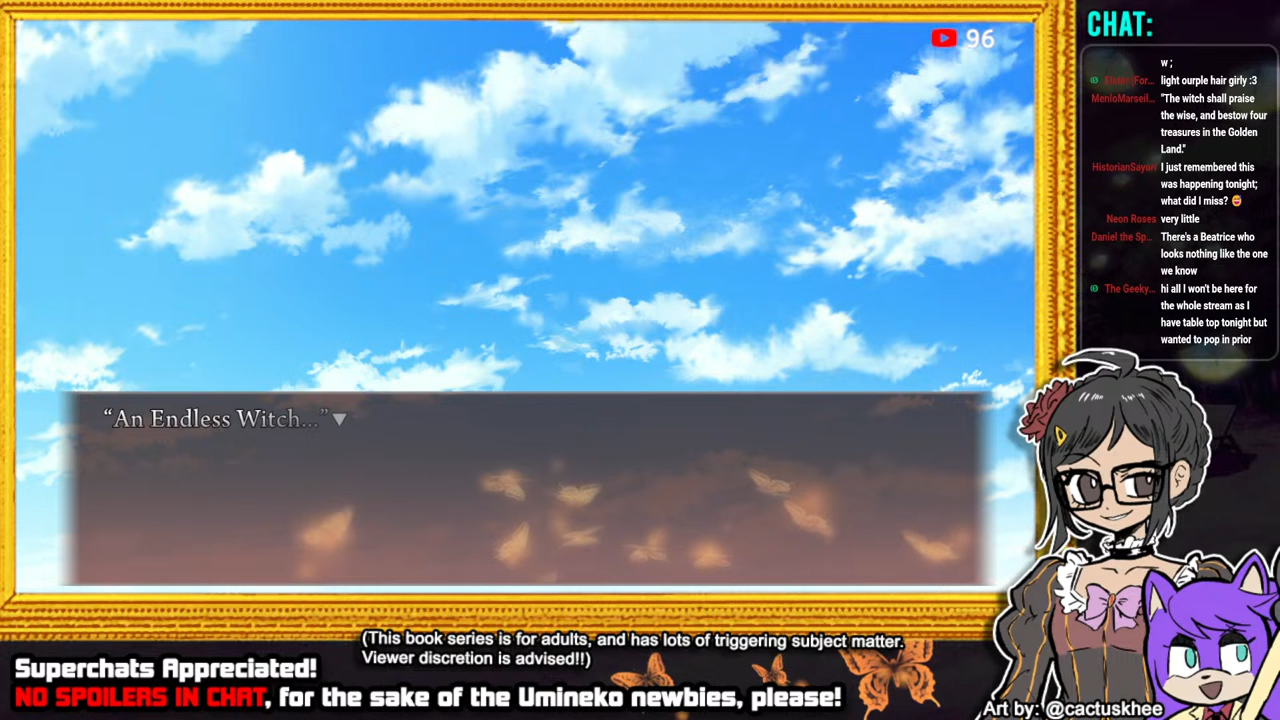 96
CHAT:
w ;
light ourple hair girly :3
MenloMarseil... "The witch shall praise
the wise, and bestow four
treasures in the Golden
Land."
HistorianSayuri I just remembered this
was happening tonight;
what did I miss? 😅
Neon Roses very little
Daniel the Sp... There's a Beatrice who
looks nothing like the one
we know
The Geeky... hi all I won't be here for
the whole stream as I
have table top tonight but
wanted to pop in prior
“An Endless Witch...”
(This book series is for adults, and has lots of triggering subject matter.
Viewer discretion is advised!!)
Superchats Appreciated!
NO SPOILERS IN CHAT, for the sake of the Umineko newbies, please!
Art by: @cactuskhee